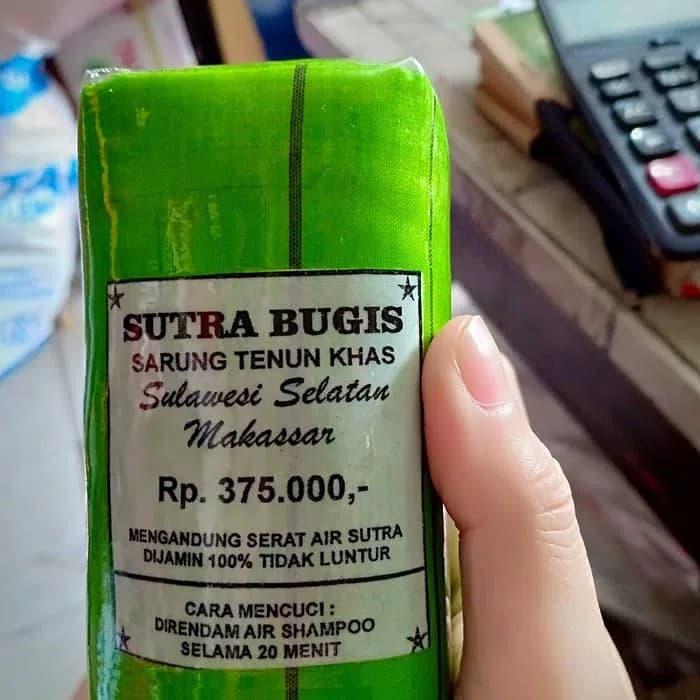 SUTRA BUGIS
SARUNG TENUN KHAS
Sulawesi Selatan
Makassar
Rp. 375.000,-
MENGANDUNG SERAT AIR SUTRA
DIJAMIN 100% TIDAK LUNTUR
CARA MENCUCI :
DIRENDAM AIR SHAMPOO
SELAMA 20 MENIT